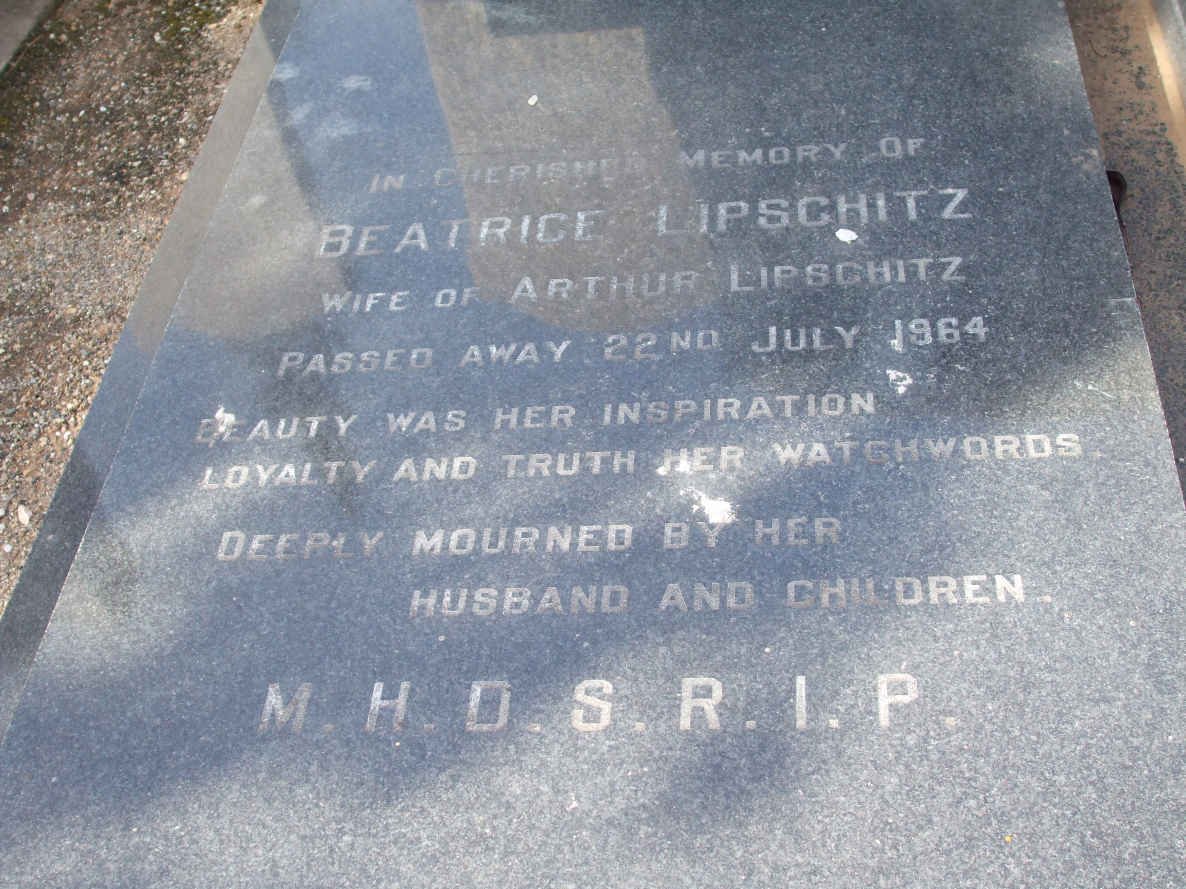 IN CHERISHED MEMORY OF
BEATRICE LIPSCHITZ
WIFE OF ARTHUR LIPSCHITZ
PASSED AWAY 22ND JULY 1964
BEAUTY WAS HER INSPIRATION
LOYALTY AND TRUTH HER WATCHWORDS.
DEEPLY MOURNED BY HER
HUSBAND AND CHILDREN.
M.H.D.S.R.I.P.